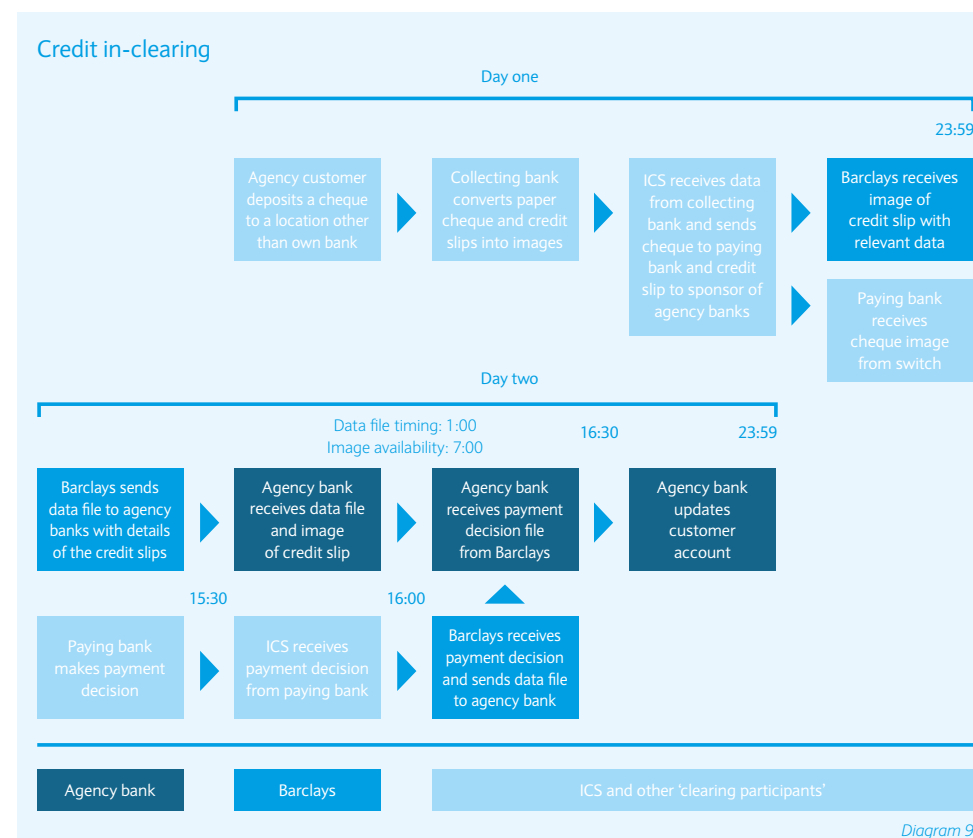 Credit in-clearing
Day one
23:59
Agency customer
deposits a cheque
to a location other
than own bank
Collecting bank
converts paper
cheque and credit
slips into images
ICS receives data
from collecting
bank and sends
cheque to paying
bank and credit
slip to sponsor of
agency banks
Barclays receives
image of
credit slip with
relevant data
Paying bank
receives
cheque image
from switch
Day two
Data file timing: 1:00
Image availability: 7:00
16:30
23:59
Barclays sends
data file to agency
banks with details
of the credit slips
Agency bank
receives data file
and image
of credit slip
Agency bank
receives payment
decision file
from Barclays
Agency bank
updates
customer
account
15:30
16:00
Paying bank
makes payment
decision
ICS receives
payment decision
from paying bank
Barclays receives
payment decision
and sends data file
to agency bank
Agency bank
Barclays
ICS and other ‘clearing participants’
Diagram 9